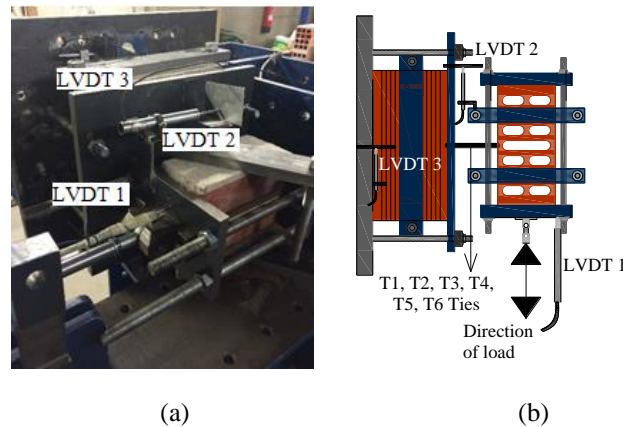 LVDT 3
LVDT 2
LVDT 1
LVDT 2
LVDT 3
LVDT 1
T1, T2, T3, T4,
T5, T6 Ties
Direction
of load
(a)
(b)